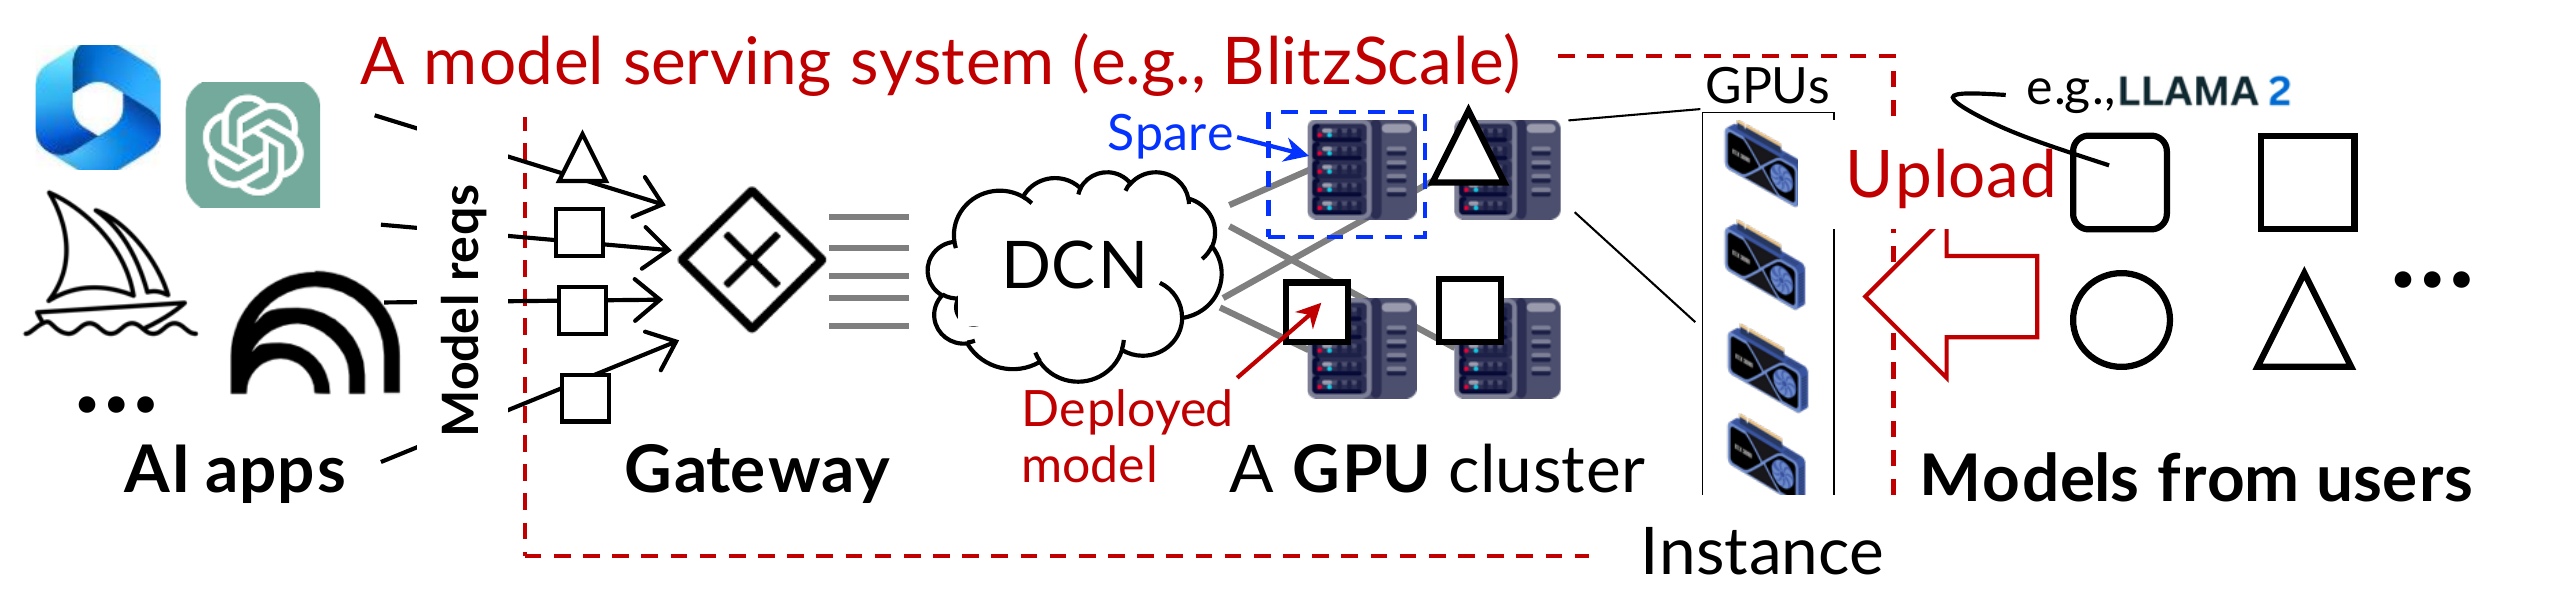 A model serving system (e.g., BlitzScale)
GPUs
e.g.,LLAMA 2
Spare
Upload
Model reqs
DCN
Deployed
model
AI apps
Gateway
A GPU cluster
Models from users
Instance